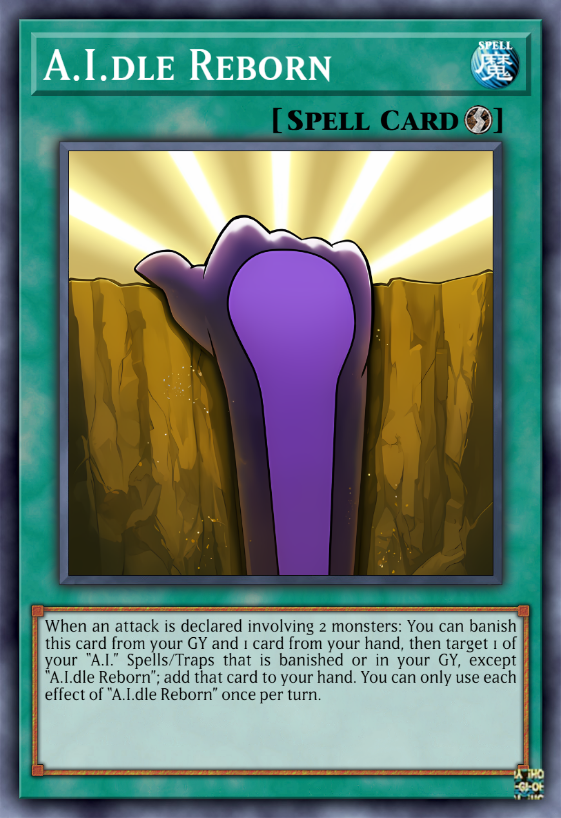 A.I.dle Reborn
SPELL
魔
[Spell Card]
When an attack is declared involving 2 monsters: You can banish
this card from your GY and 1 card from your hand, then target 1 of
your "A.I." Spells/Traps that is banished or in your GY, except
"A.I.dle Reborn"; add that card to your hand. You can only use each
effect of "A.I.dle Reborn" once per turn.